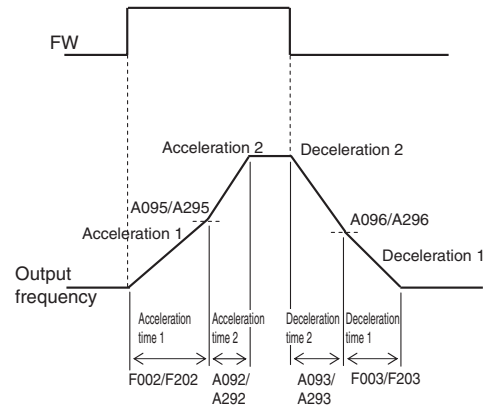 FW
Acceleration 2
Deceleration 2
A095/A295
A096/A296
Acceleration 1
Deceleration 1
Output
frequency
Acceleration
time 1
Acceleration
time 2
Deceleration
time 2
Deceleration
time 1
F002/F202
A092/
A292
A093/
A293
F003/F203